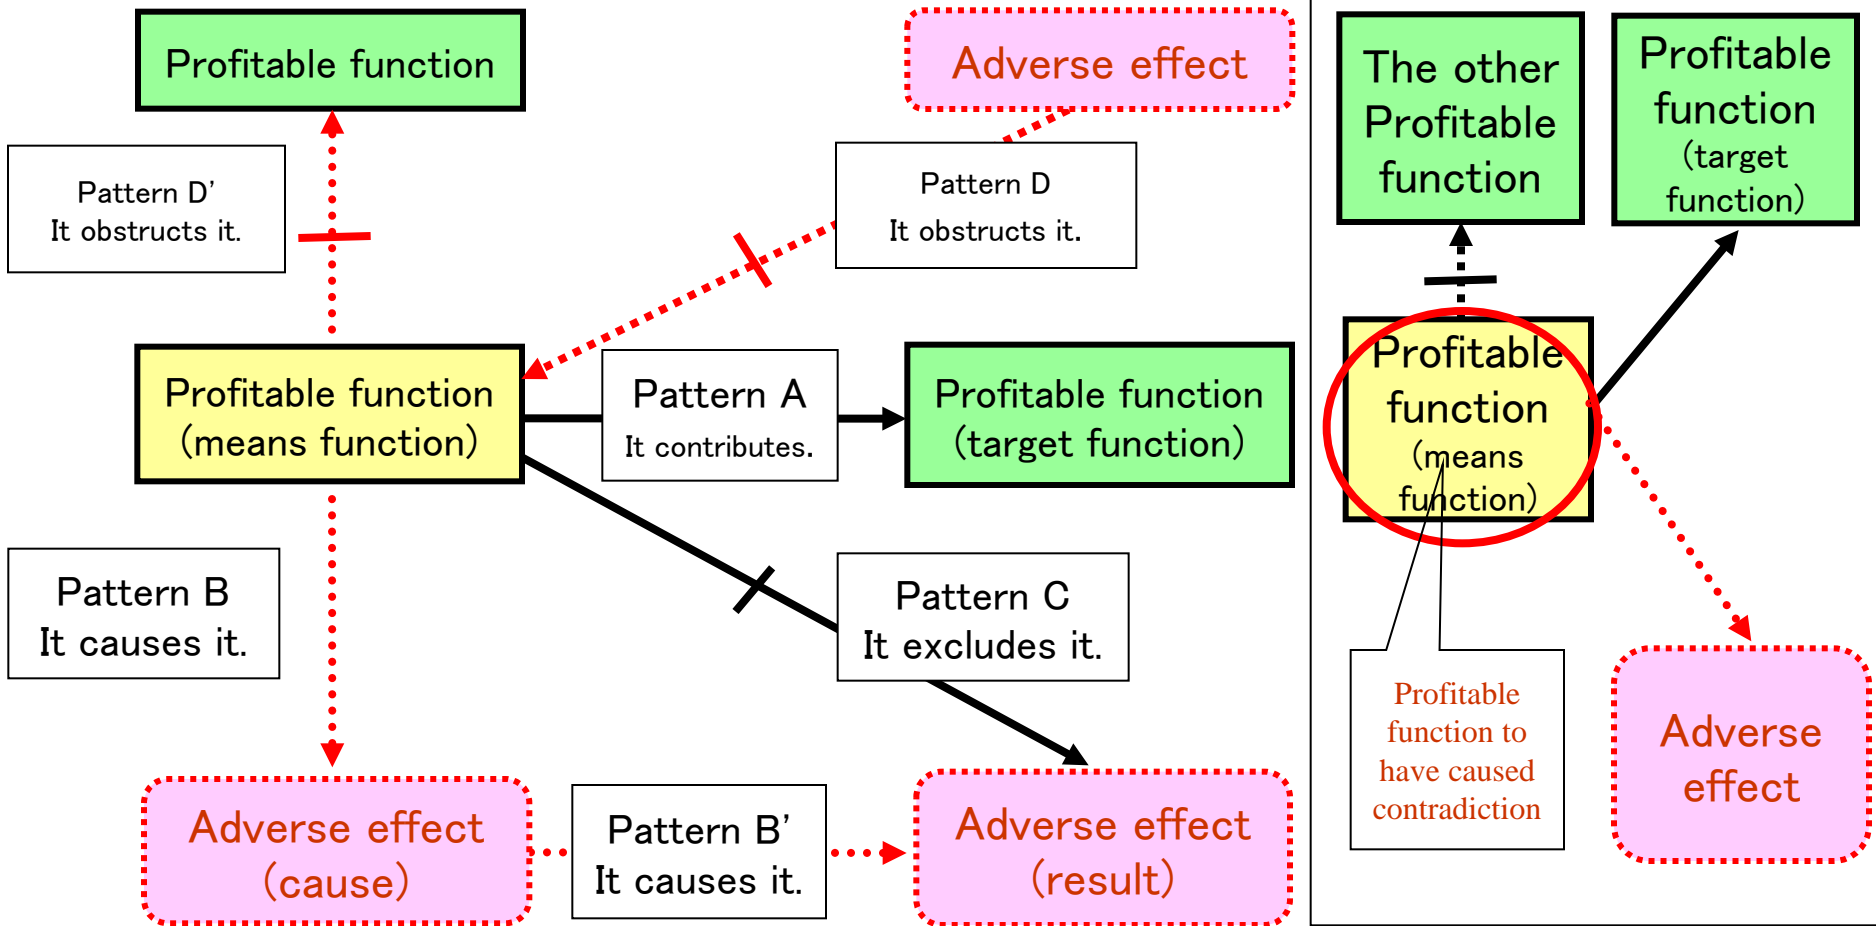 Profitable function
Adverse effect
Pattern D'
It obstructs it.
Pattern D
It obstructs it.
Profitable function
(means function)
Pattern A
It contributes.
Profitable function
(target function)
Pattern B
It causes it.
Pattern C
It excludes it.
Adverse effect
(cause)
Pattern B'
It causes it.
Adverse effect
(result)
The other
Profitable
function
Profitable
function
(target
function)
Profitable
function
(means
function)
Profitable
function to
have caused
contradiction
Adverse
effect